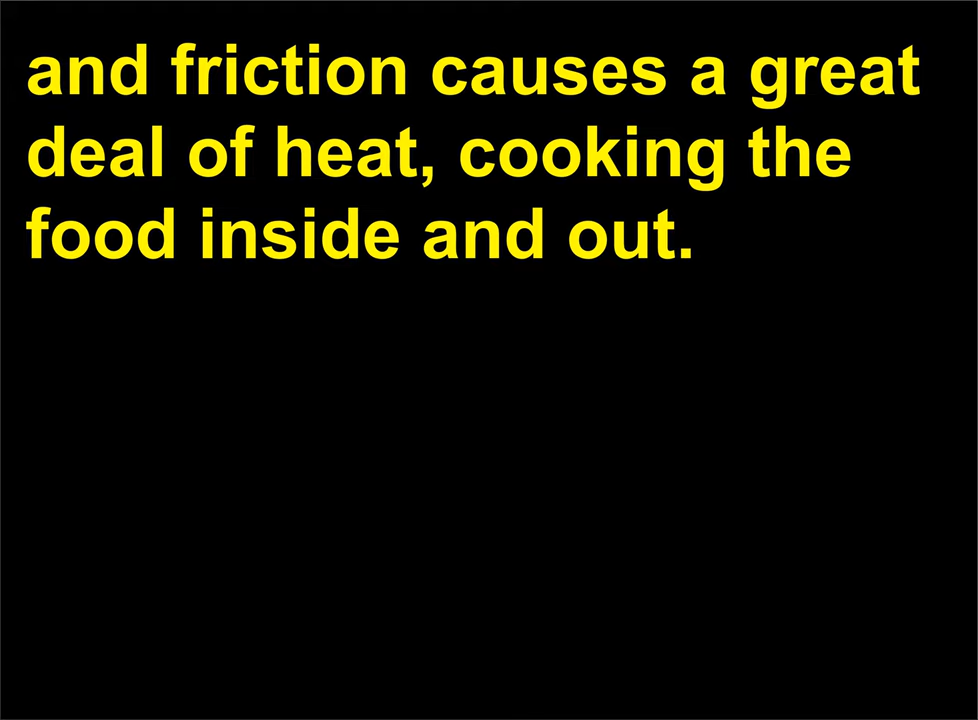 and friction causes a great
deal of heat, cooking the
food inside and out.